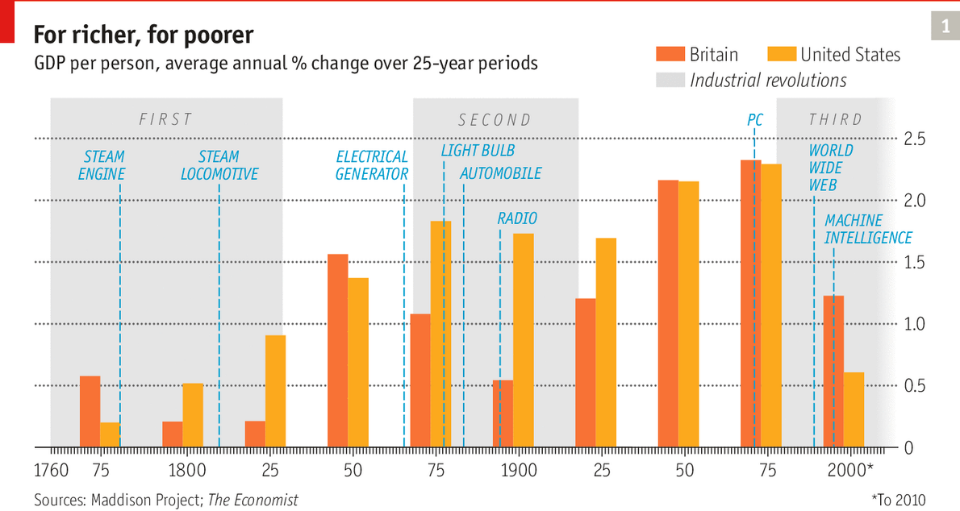 1
For richer, for poorer
GDP per person, average annual % change over 25-year periods
Britain
United States
Industrial revolutions
FIRST
SECOND
THIRD
STEAM
ENGINE
STEAM
LOCOMOTIVE
ELECTRICAL
GENERATOR
LIGHT BULB
AUTOMOBILE
RADIO
PC
WORLD
WIDE
WEB
MACHINE
INTELLIGENCE
2.5
2.0
1.5
1.0
0.5
0
1760 75 1800 25 50 75 1900 25 50 75 2000*
Sources: Maddison Project; The Economist
*To 2010